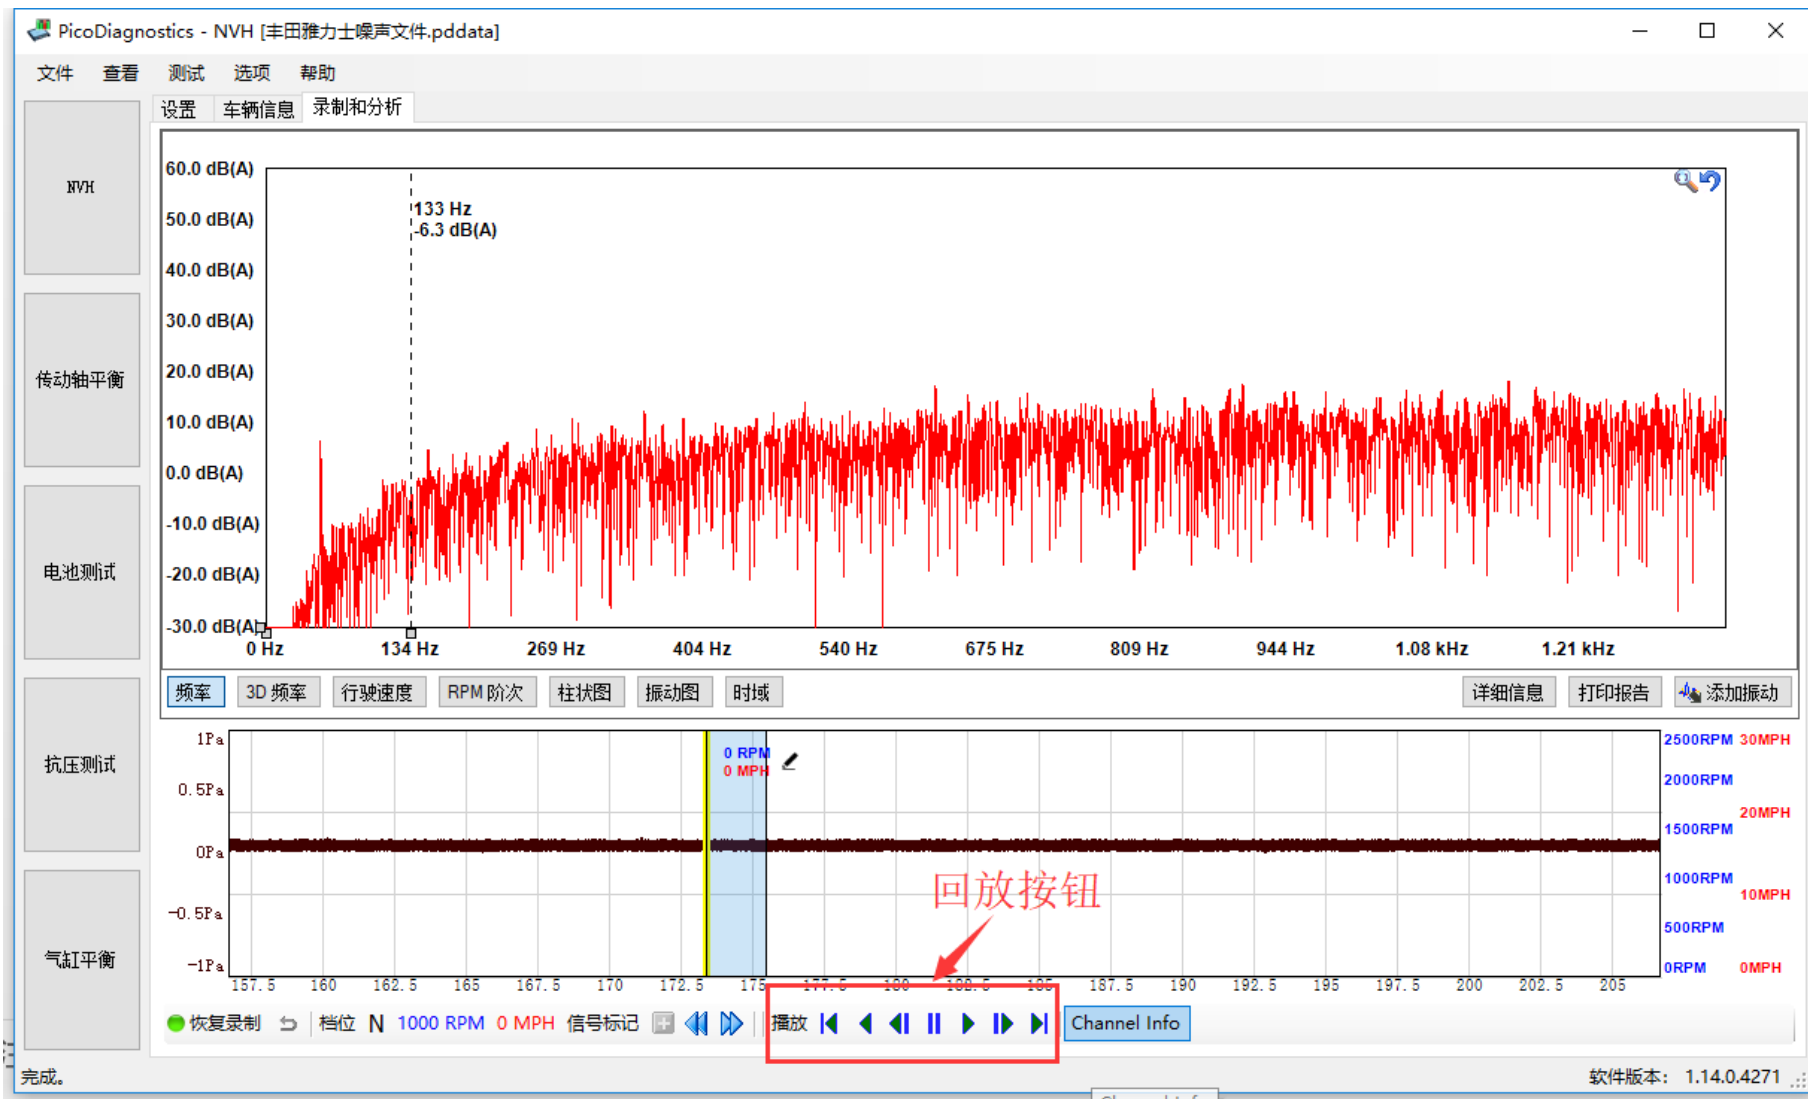 PicoDiagnostics - NVH [丰田雅力士噪声文件.pddata]
文件 查看 测试 选项 帮助
设置 车辆信息 录制和分析
NVH
传动轴平衡
电池测试
抗压测试
气缸平衡
60.0 dB(A)
50.0 dB(A)
40.0 dB(A)
30.0 dB(A)
20.0 dB(A)
10.0 dB(A)
0.0 dB(A)
-10.0 dB(A)
-20.0 dB(A)
-30.0 dB(A)
133 Hz
-6.3 dB(A)
0 Hz 134 Hz 269 Hz 404 Hz 540 Hz 675 Hz 809 Hz 944 Hz 1.08 kHz 1.21 kHz
频率 3D 频率 行驶速度 RPM 阶次 柱状图 振动图 时域 详细信息 打印报告 添加振动
1Pa
0.5Pa
0Pa
-0.5Pa
-1Pa
0 RPM
0 MPH
2500RPM 30MPH
2000RPM
20MPH
1500RPM
1000RPM
10MPH
500RPM
0RPM 0MPH
回放按钮
157.5 160 162.5 165 167.5 170 172.5 175 177.5 180 182.5 185 187.5 190 192.5 195 197.5 200 202.5 205
恢复录制 档位 N 1000 RPM 0 MPH 信号标记 播放 Channel Info
完成。 软件版本: 1.14.0.4271